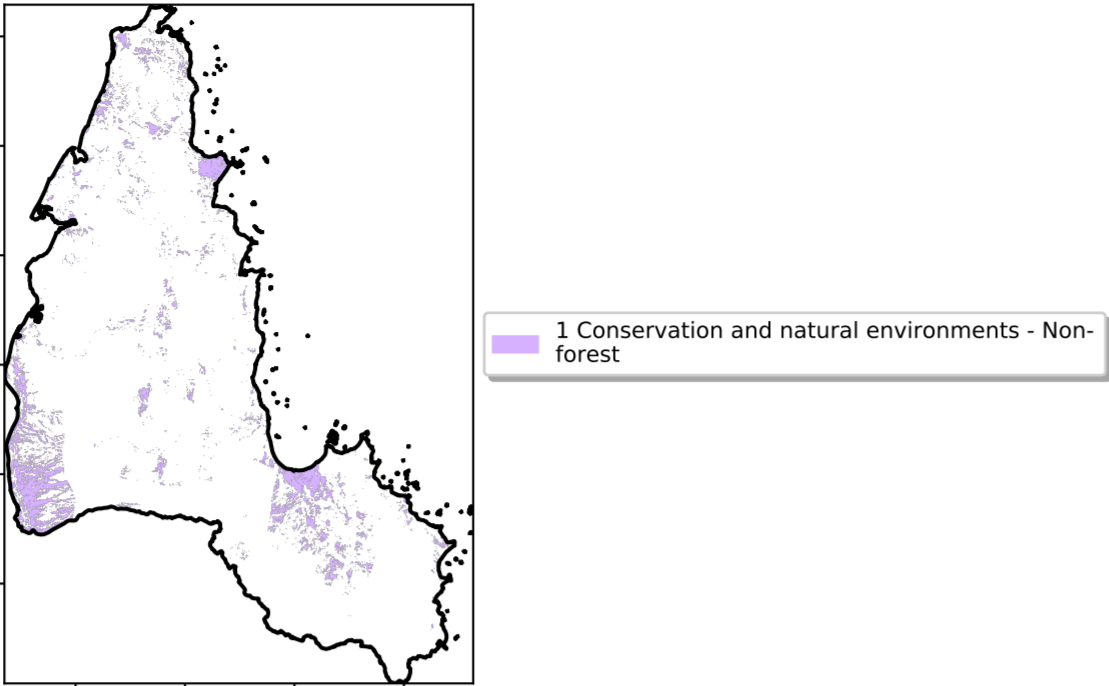 1 Conservation and natural environments - Non-
forest